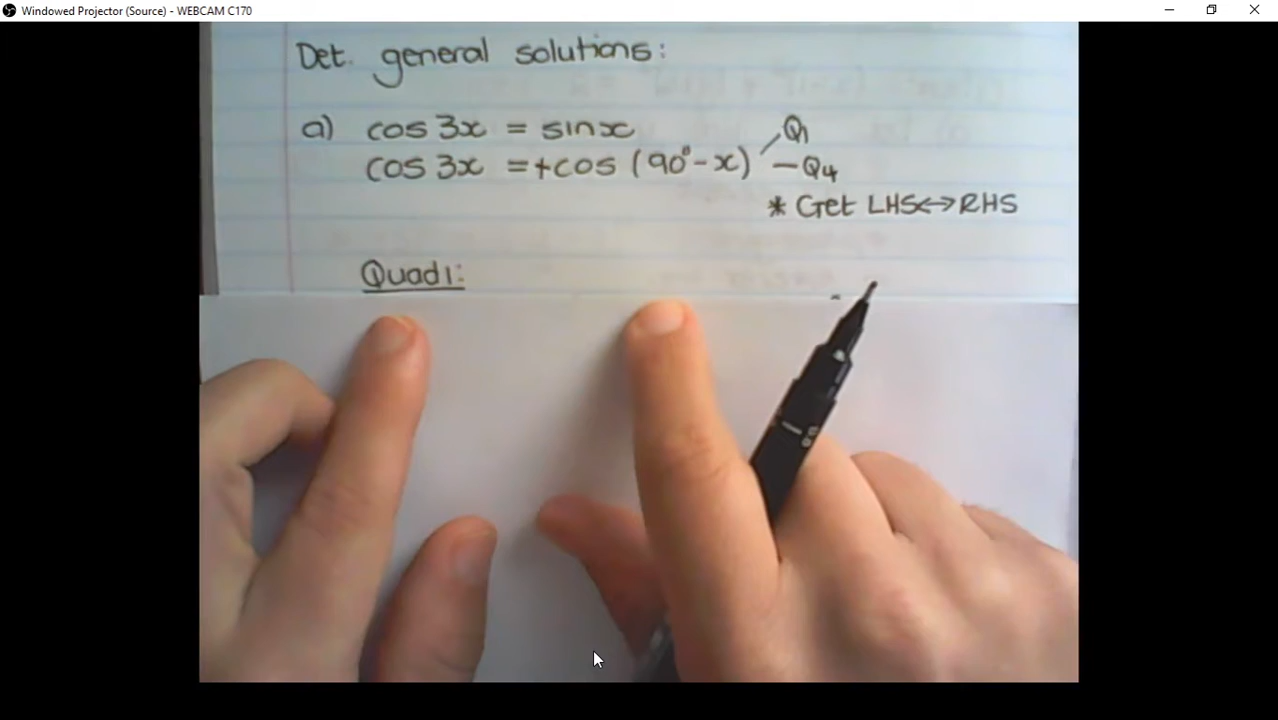 Windowed Projector (Source) - WEBCAM C170
Det. general solutions:
a) cos 3x = sin x
cos 3x = +cos (90° - x) Q1
Q4
* Get LHS ↔ RHS
Quad 1: